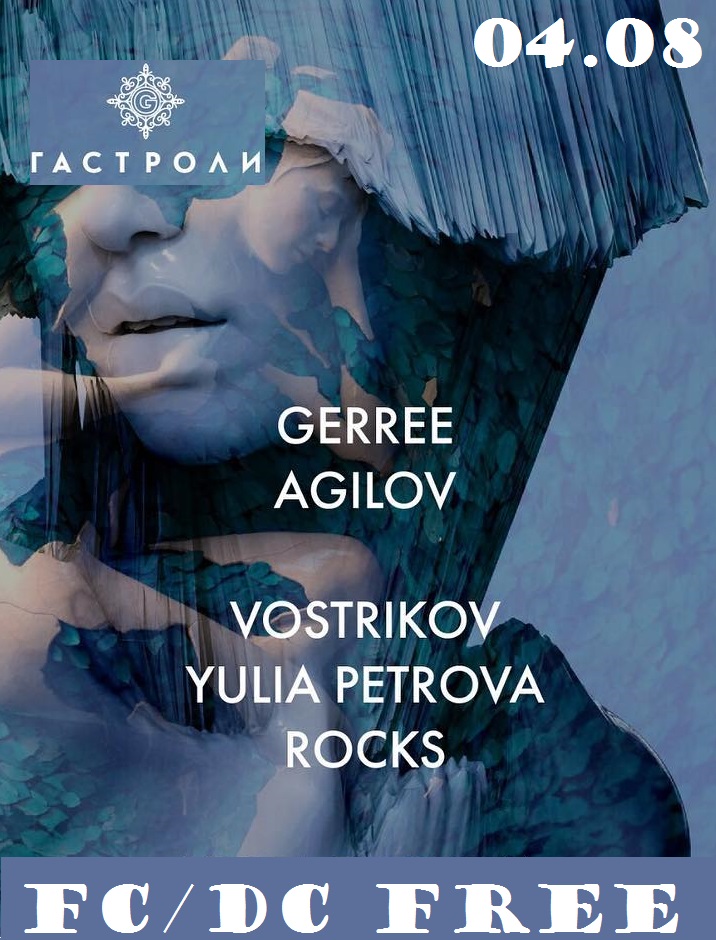 04.08
G
ГАСТРОЛИ
GERREE
AGILOV
VOSTRIKOV
YULIA PETROVA
ROCKS
FC/DC FREE